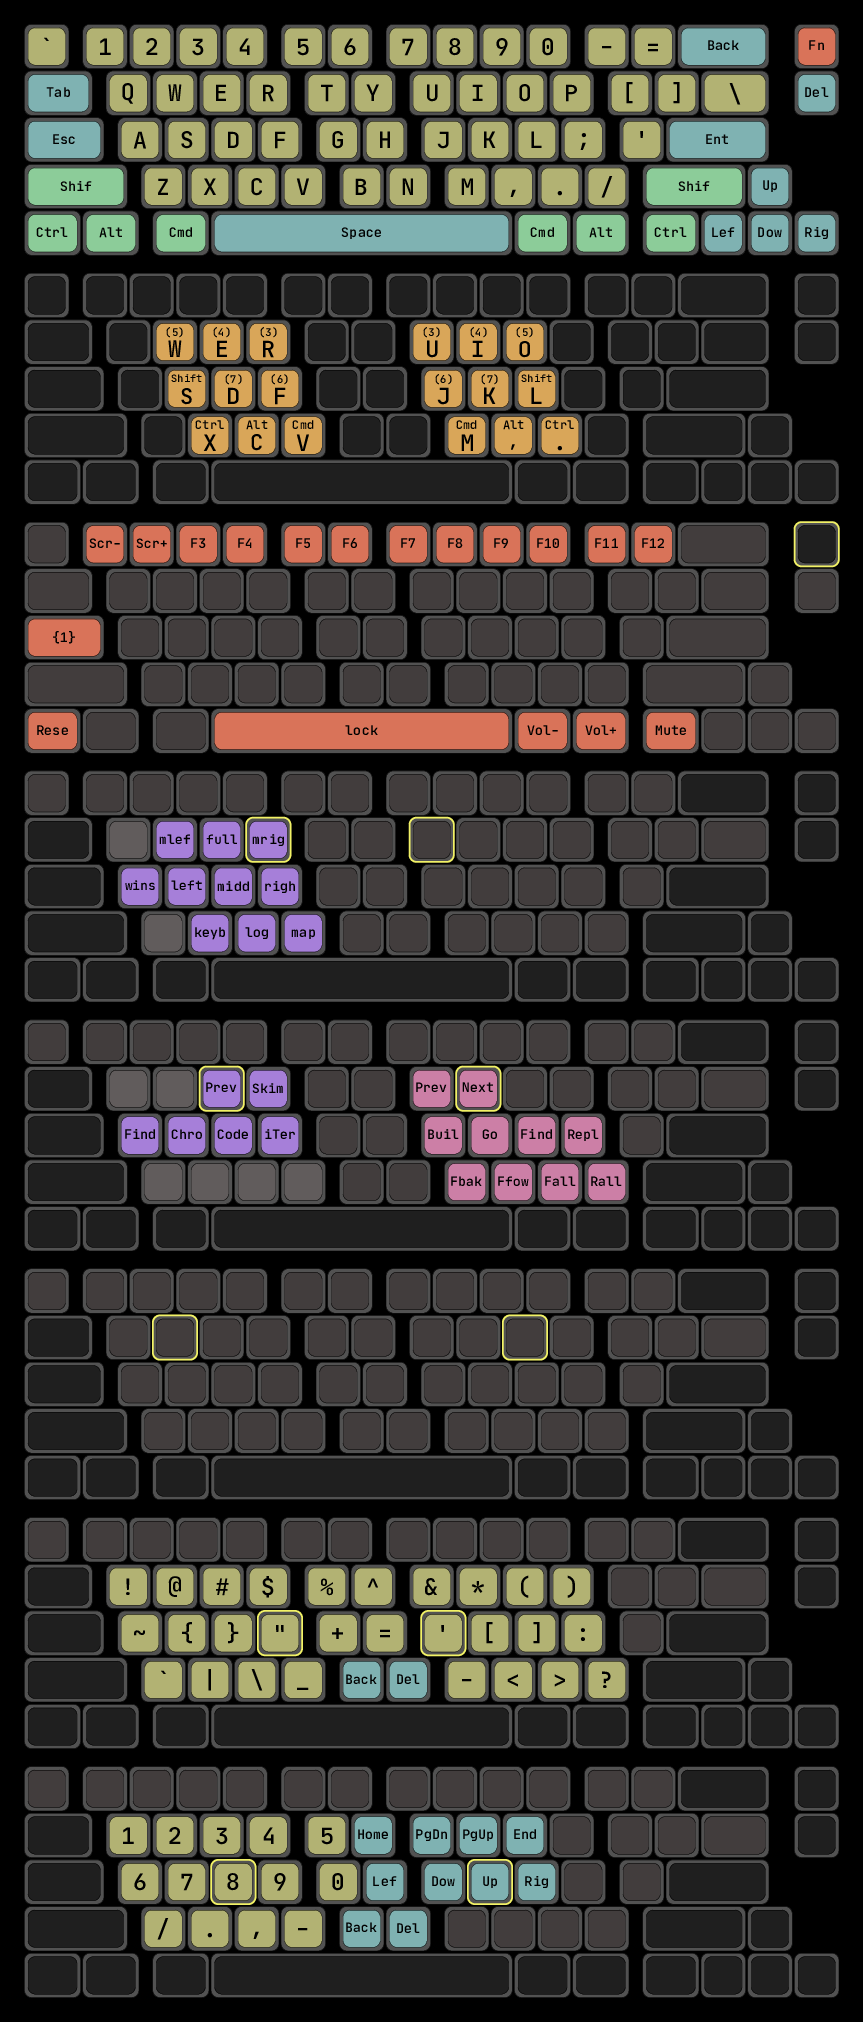 ` 1 2 3 4 5 6 7 8 9 0 - = Back Fn
Tab Q W E R T Y U I O P [ ] \ Del
Esc A S D F G H J K L ; ' Ent
Shif Z X C V B N M , . / Shif Up
Ctrl Alt Cmd Space Cmd Alt Ctrl Lef Dow Rig
(5) (4) (3) (3) (4) (5)
W E R U I O
Shift (7) (6) (6) (7) Shift
S D F J K L
Ctrl Alt Cmd Cmd Alt Ctrl
X C V M , .
Scr- Scr+ F3 F4 F5 F6 F7 F8 F9 F10 F11 F12
{1}
Rese lock Vol- Vol+ Mute
mlef full mrig
wins left midd righ
keyb log map
Prev Skim Prev Next
Find Chro Code iTer Buil Go Find Repl
Fbak Ffow Fall Rall
! @ # $ % ^ & * ( )
~ { } " + = ' [ ] :
` | \ _ Back Del - < > ?
1 2 3 4 5 Home PgDn PgUp End
6 7 8 9 0 Lef Dow Up Rig
/ . , - Back Del